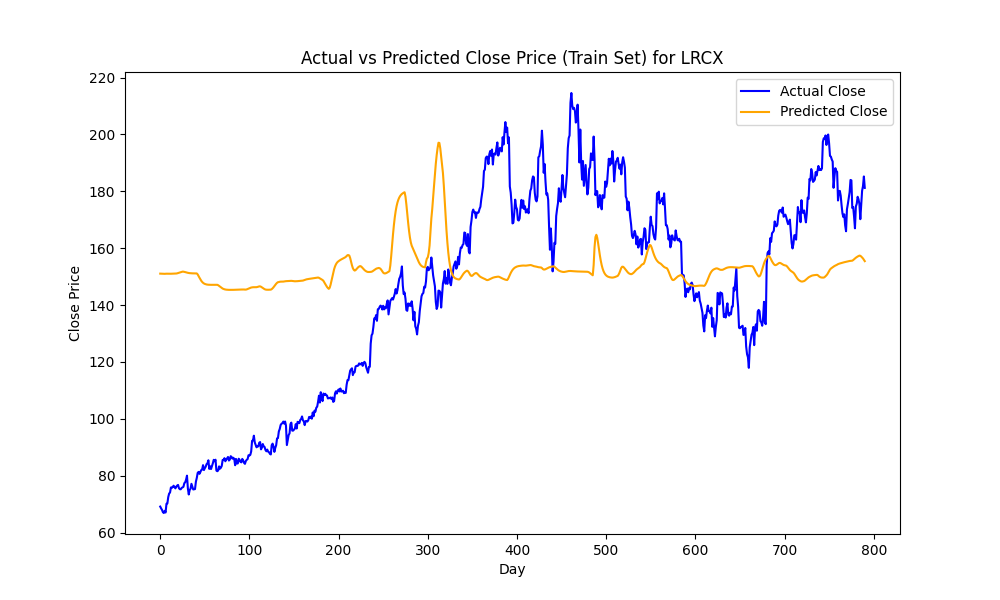 Actual vs Predicted Close Price (Train Set) for LRCX
Actual Close
Predicted Close
Close Price
220
200
180
160
140
120
100
80
60
0 100 200 300 400 500 600 700 800
Day